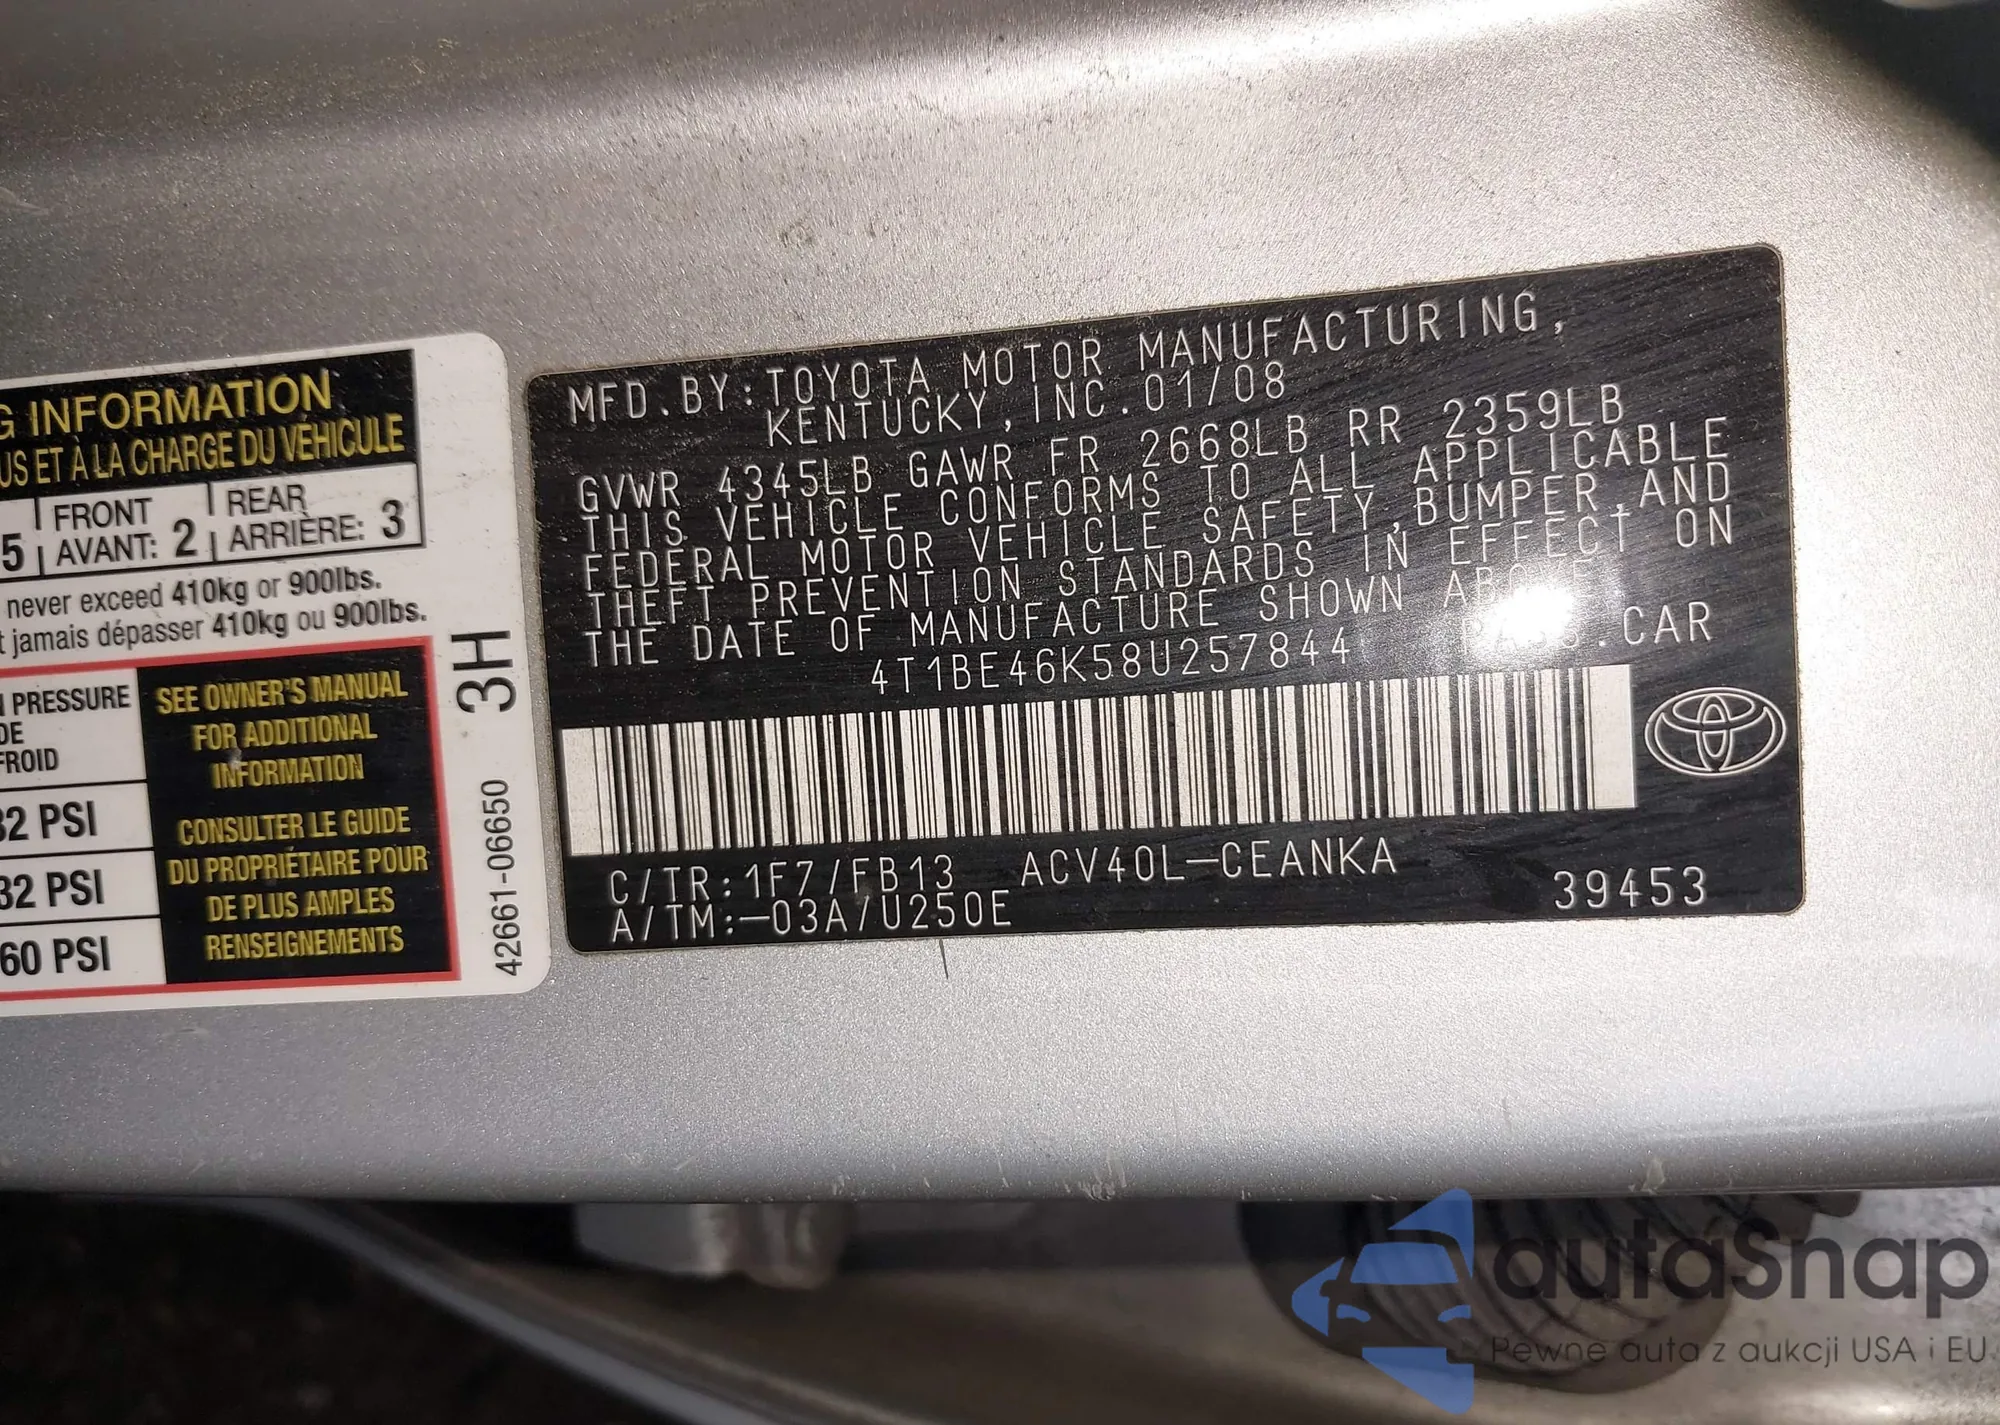 G INFORMATION
US ET À LA CHARGE DU VÉHICULE
5 FRONT AVANT: 2 REAR ARRIÈRE: 3
never exceed 410kg or 900lbs.
t jamais dépasser 410kg ou 900lbs.
PRESSURE
DE
FROID
32 PSI
32 PSI
60 PSI
SEE OWNER'S MANUAL
FOR ADDITIONAL
INFORMATION
CONSULTER LE GUIDE
DU PROPRIÉTAIRE POUR
DE PLUS AMPLES
RENSEIGNEMENTS
3H
42661-06650
MFD.BY:TOYOTA MOTOR MANUFACTURING,
KENTUCKY,INC.01/08
GVWR 4345LB GAWR FR 2668LB RR 2359LB
THIS VEHICLE CONFORMS TO ALL APPLICABLE
FEDERAL MOTOR VEHICLE SAFETY,BUMPER,AND
THEFT PREVENTION STANDARDS IN EFFECT ON
THE DATE OF MANUFACTURE SHOWN ABOVE.
4T1BE46K58U257844 PASS.CAR
C/TR:1F7/FB13 ACV40L-CEANKA
A/TM:-03A/U250E 39453
autaSnap
Pewne auta z aukcji USA i EU